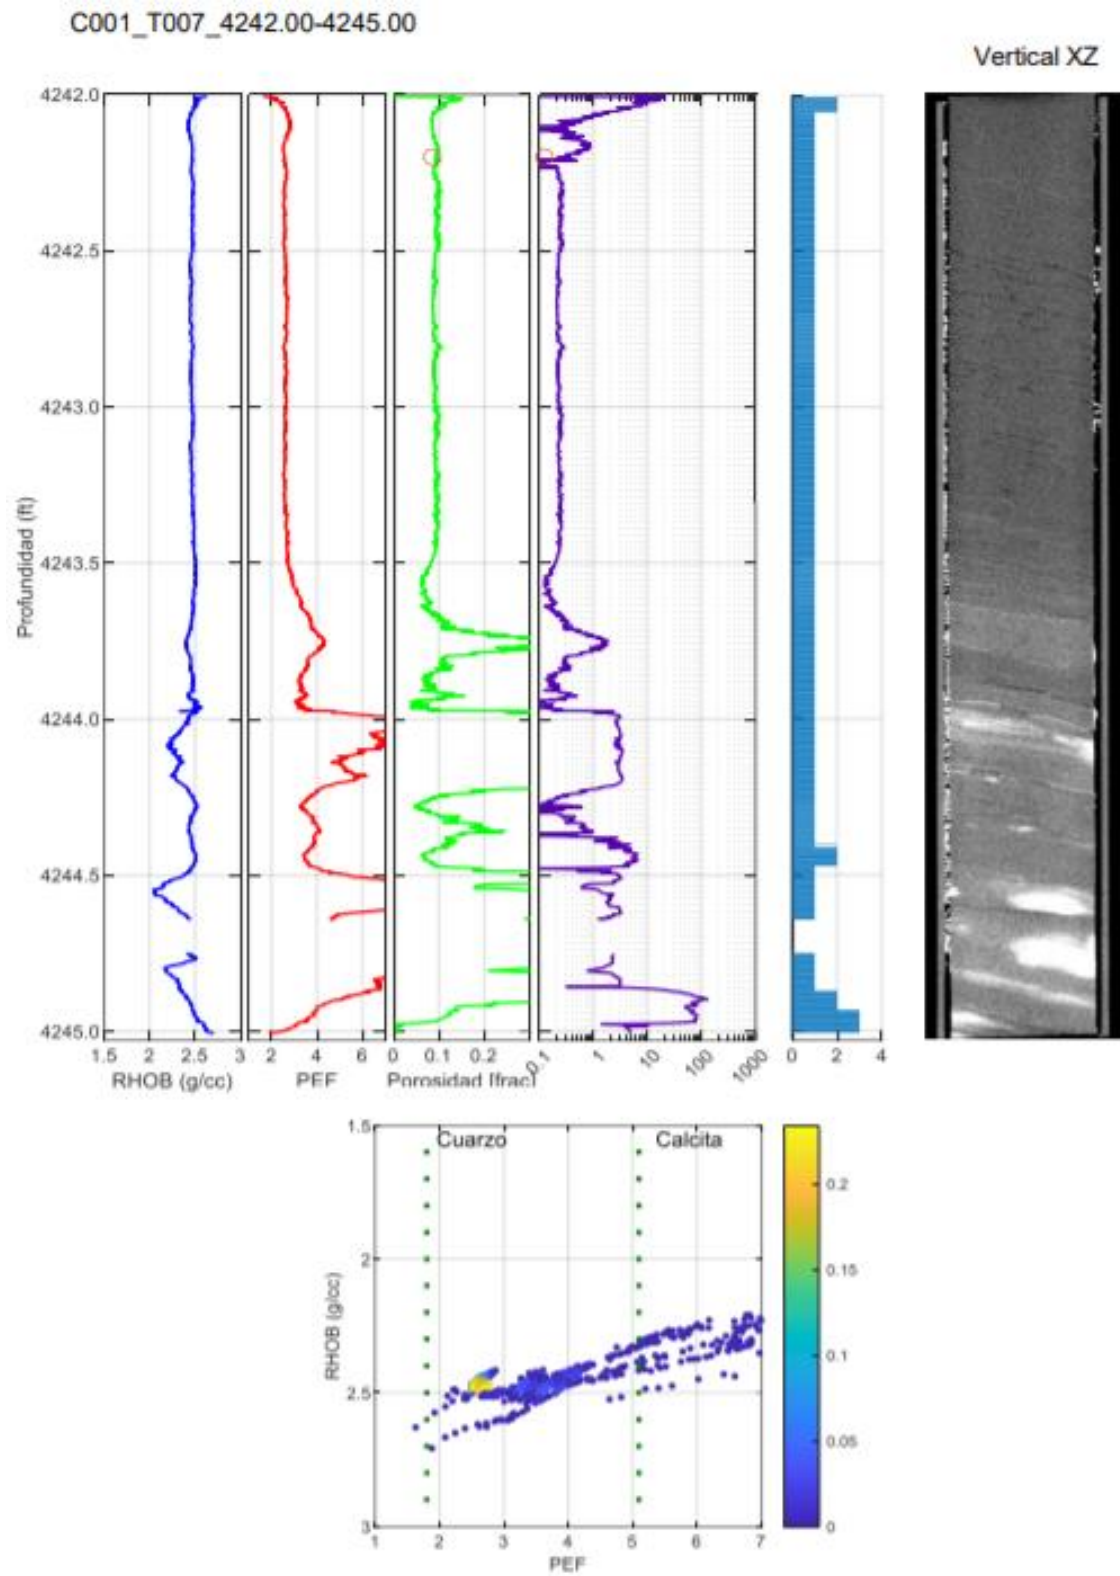 C001_T007_4242.00-4245.00
Vertical XZ
4242.0
4242.5
4243.0
4243.5
4244.0
4244.5
4245.0
Profundidad (ft)
1.5 2 2.5 3 2 4 6 0 0.1 0.2 0.1 1 10 100 1000 0 2 4
RHOB (g/cc) PEF Porosidad [frac]
Cuarzo Calcita
1.5
2
2.5
3
RHOB (g/cc)
1 2 3 4 5 6 7
PEF
0.2
0.15
0.1
0.05
0